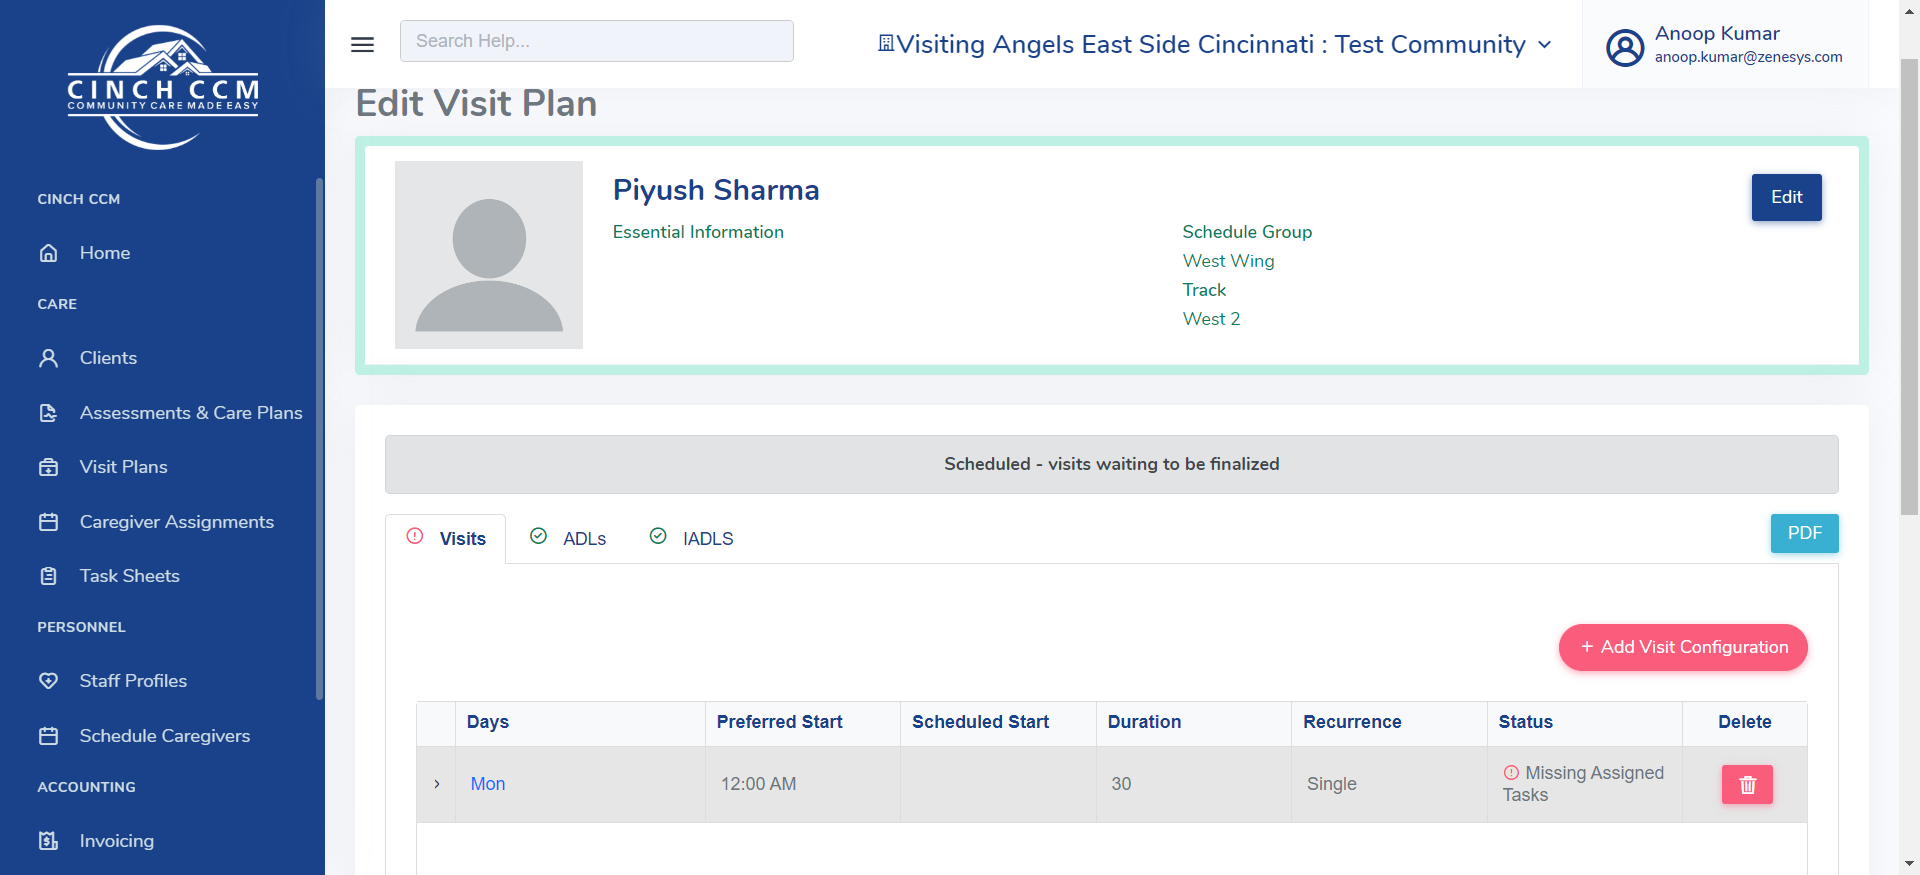 CINCH CCM
COMMUNITY CARE MADE EASY
Search Help...
Visiting Angels East Side Cincinnati : Test Community
Anoop Kumar
anoop.kumar@zenesys.com
CINCH CCM
Home
CARE
Clients
Assessments & Care Plans
Visit Plans
Caregiver Assignments
Task Sheets
PERSONNEL
Staff Profiles
Schedule Caregivers
ACCOUNTING
Invoicing
Edit Visit Plan
Piyush Sharma
Edit
Essential Information
Schedule Group
West Wing
Track
West 2
Scheduled - visits waiting to be finalized
Visits ADLs IADLS
PDF
+ Add Visit Configuration
Days Preferred Start Scheduled Start Duration Recurrence Status Delete
Mon 12:00 AM 30 Single Missing Assigned
Tasks